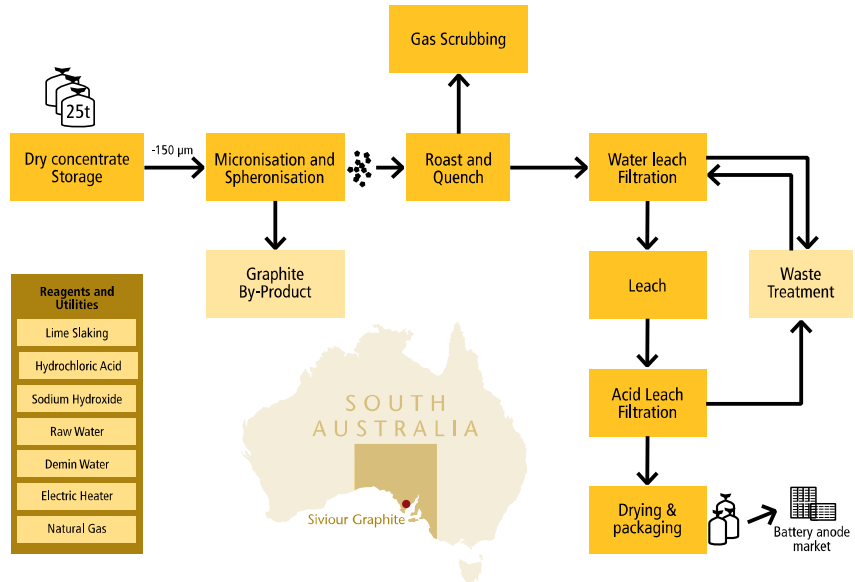 Gas Scrubbing
25t
Dry concentrate
Storage
-150 µm
Micronisation and
Spheronisation
Roast and
Quench
Water leach
Filtration
Graphite
By-Product
Leach
Waste
Treatment
Reagents and
Utilities
Lime Slaking
Hydrochloric Acid
Sodium Hydroxide
Raw Water
Demin Water
Electric Heater
Natural Gas
SOUTH
AUSTRALIA
Siviour Graphite
Acid Leach
Filtration
Drying &
packaging
Battery anode
market